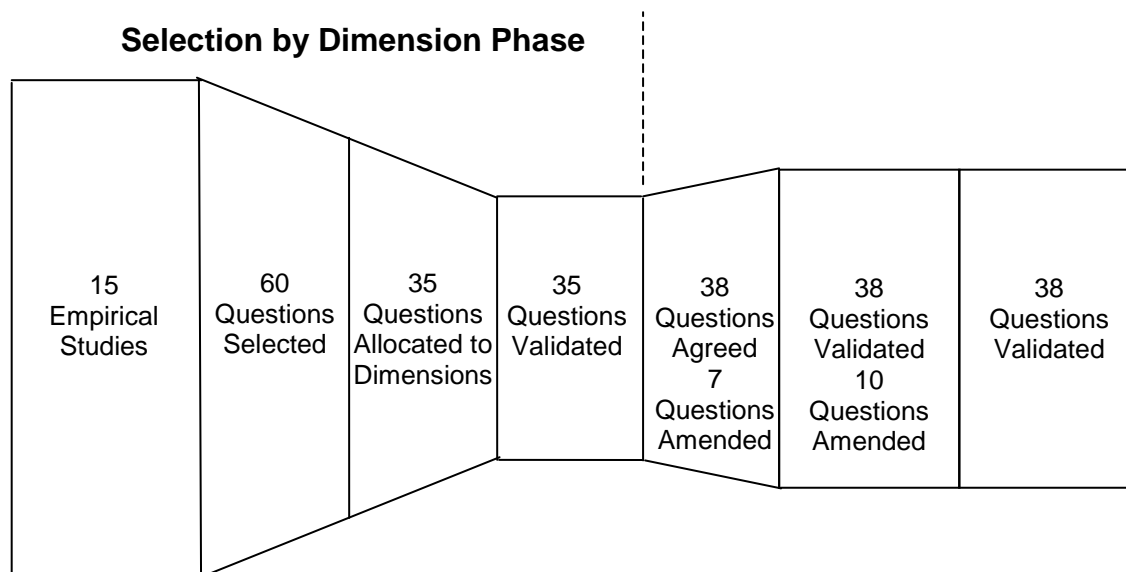 Selection by Dimension Phase
15
Empirical
Studies
60
Questions
Selected
35
Questions
Allocated to
Dimensions
35
Questions
Validated
38
Questions
Agreed
7
Questions
Amended
38
Questions
Validated
10
Questions
Amended
38
Questions
Validated